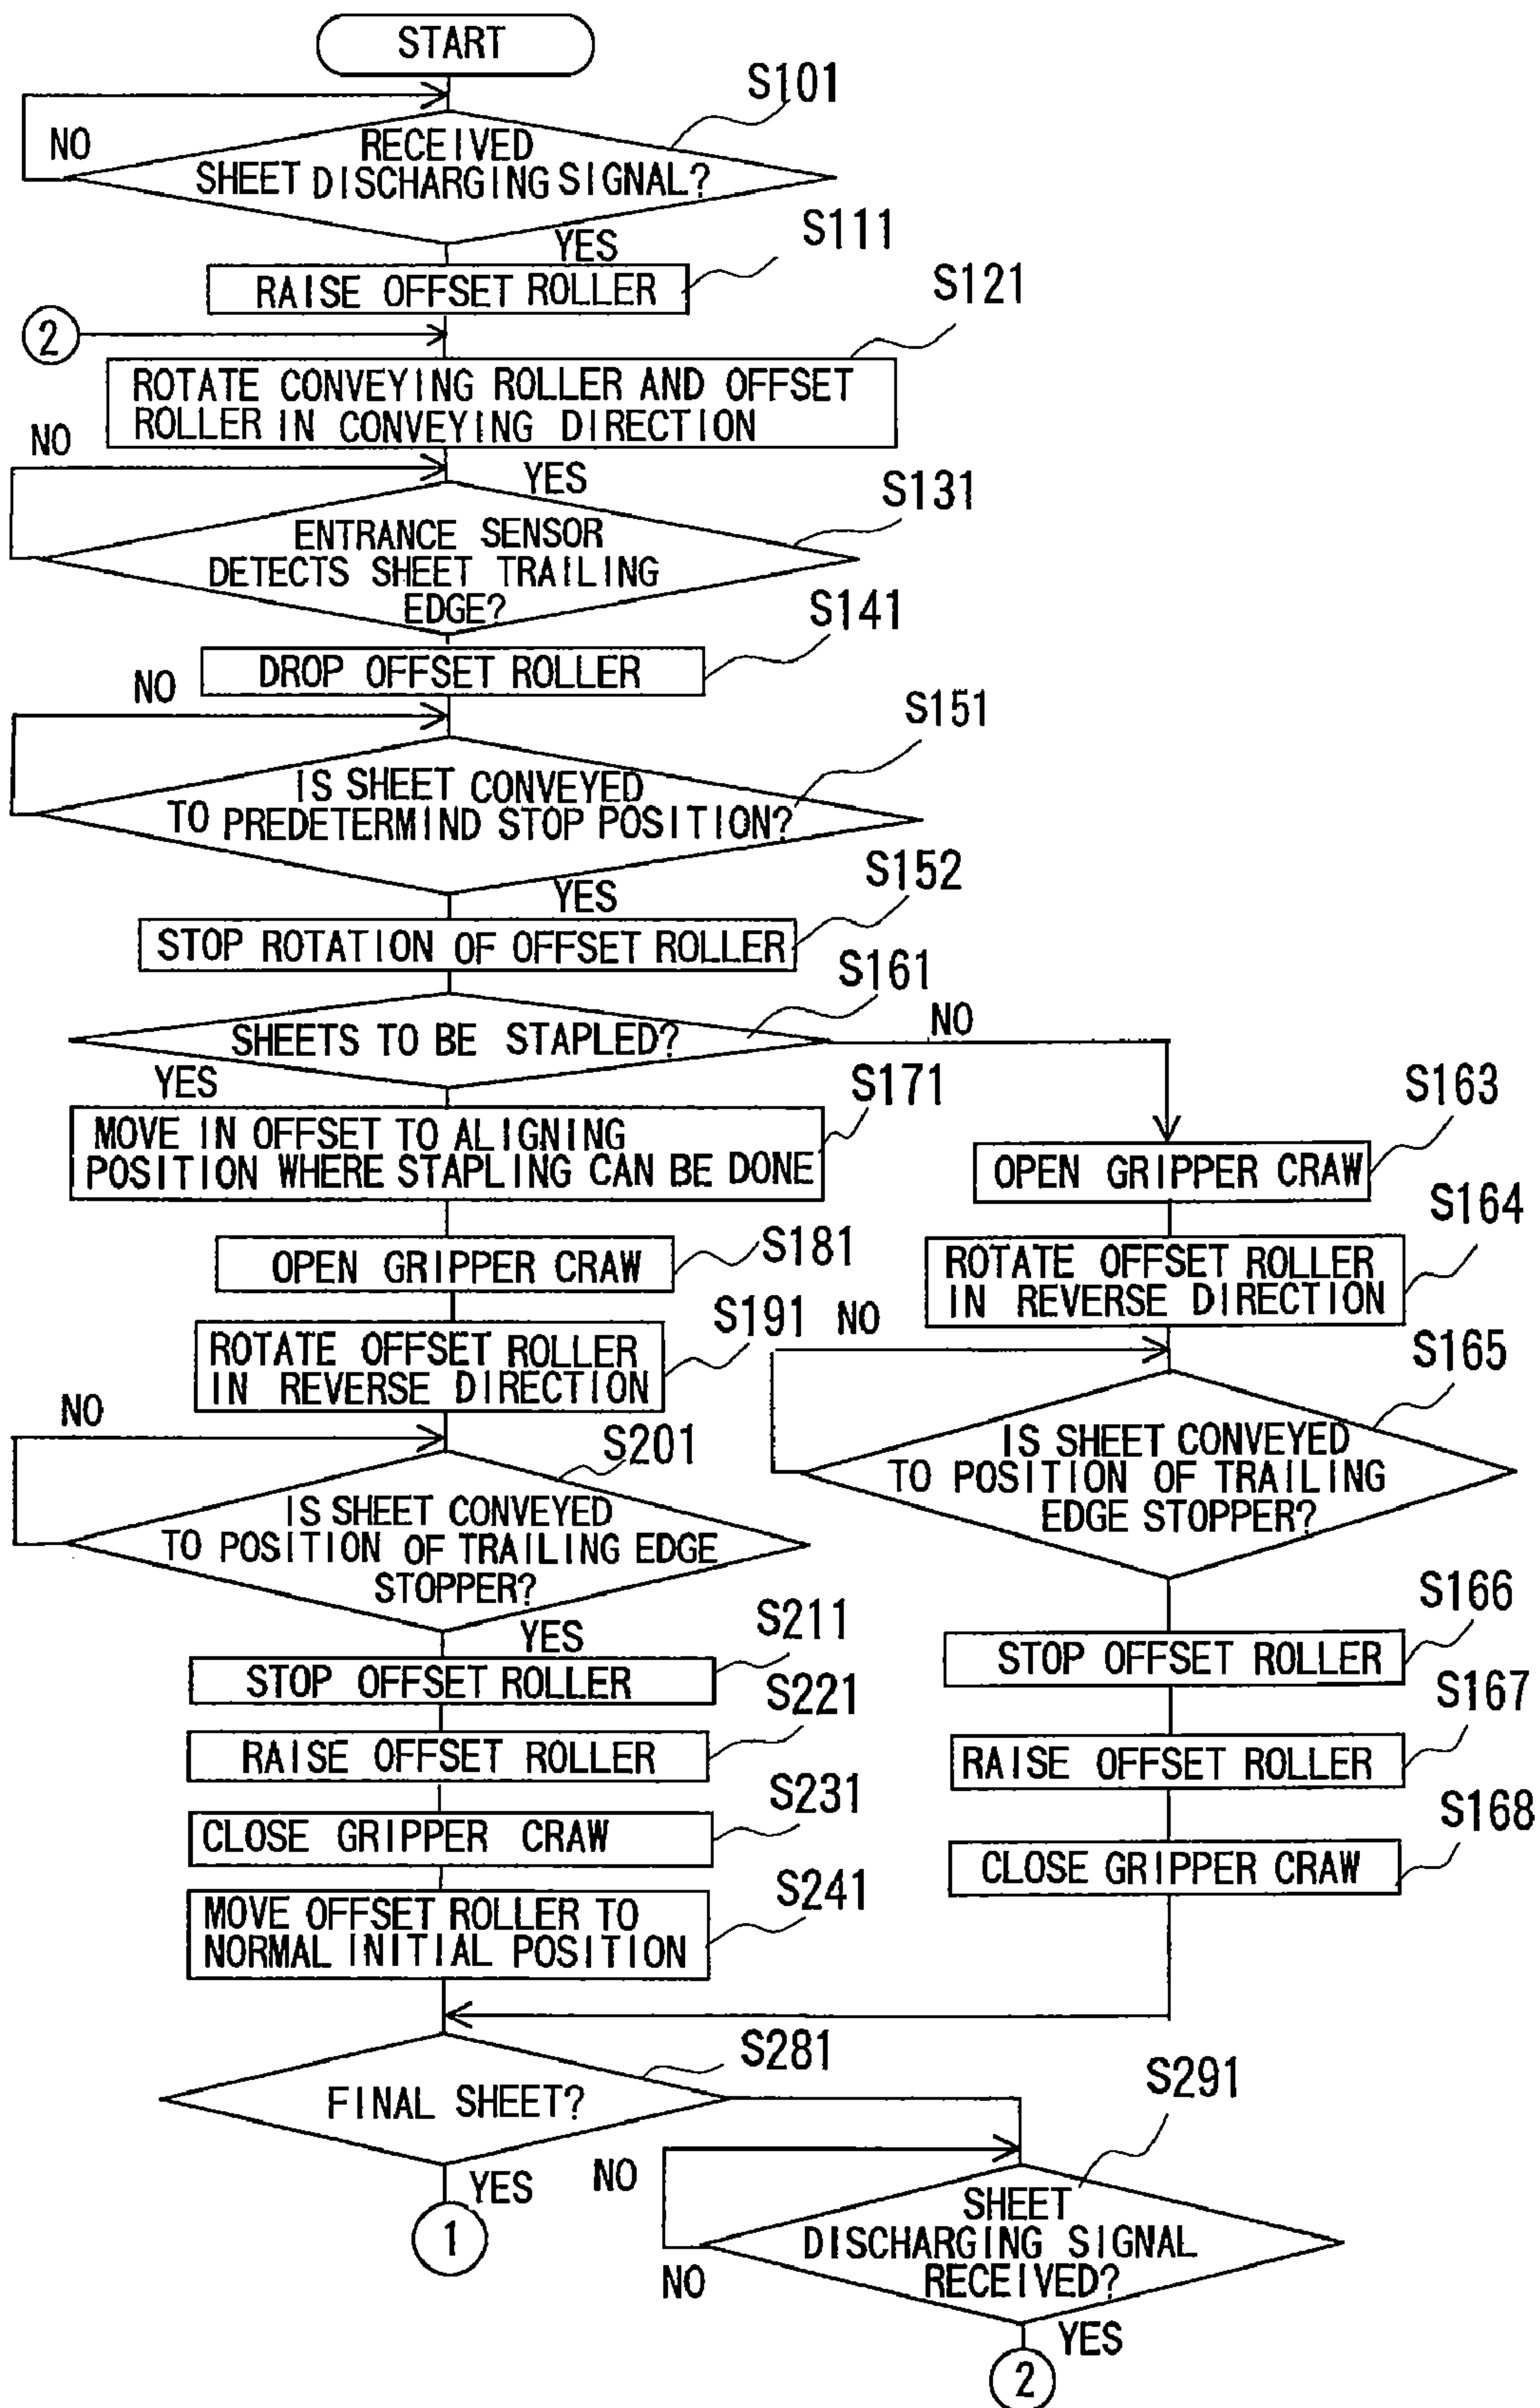 START
S101
NO
RECEIVED
SHEET DISCHARGING SIGNAL?
YES
S111
RAISE OFFSET ROLLER
2
S121
ROTATE CONVEYING ROLLER AND OFFSET
ROLLER IN CONVEYING DIRECTION
NO
YES
S131
ENTRANCE SENSOR
DETECTS SHEET TRAILING
EDGE?
S141
DROP OFFSET ROLLER
NO
S151
IS SHEET CONVEYED
TO PREDETERMIND STOP POSITION?
YES
S152
STOP ROTATION OF OFFSET ROLLER
S161
SHEETS TO BE STAPLED?
NO
YES
S171
MOVE IN OFFSET TO ALIGNING
POSITION WHERE STAPLING CAN BE DONE
S163
OPEN GRIPPER CRAW
S181
OPEN GRIPPER CRAW
S164
ROTATE OFFSET ROLLER
IN REVERSE DIRECTION
S191
ROTATE OFFSET ROLLER
IN REVERSE DIRECTION
NO
S165
IS SHEET CONVEYED
TO POSITION OF TRAILING
EDGE STOPPER?
NO
S201
IS SHEET CONVEYED
TO POSITION OF TRAILING EDGE
STOPPER?
YES
S211
STOP OFFSET ROLLER
S166
STOP OFFSET ROLLER
S221
RAISE OFFSET ROLLER
S167
RAISE OFFSET ROLLER
S231
CLOSE GRIPPER CRAW
S168
CLOSE GRIPPER CRAW
S241
MOVE OFFSET ROLLER TO
NORMAL INITIAL POSITION
S281
FINAL SHEET?
YES
1
S291
NO
SHEET
DISCHARGING SIGNAL
RECEIVED?
NO
YES
2